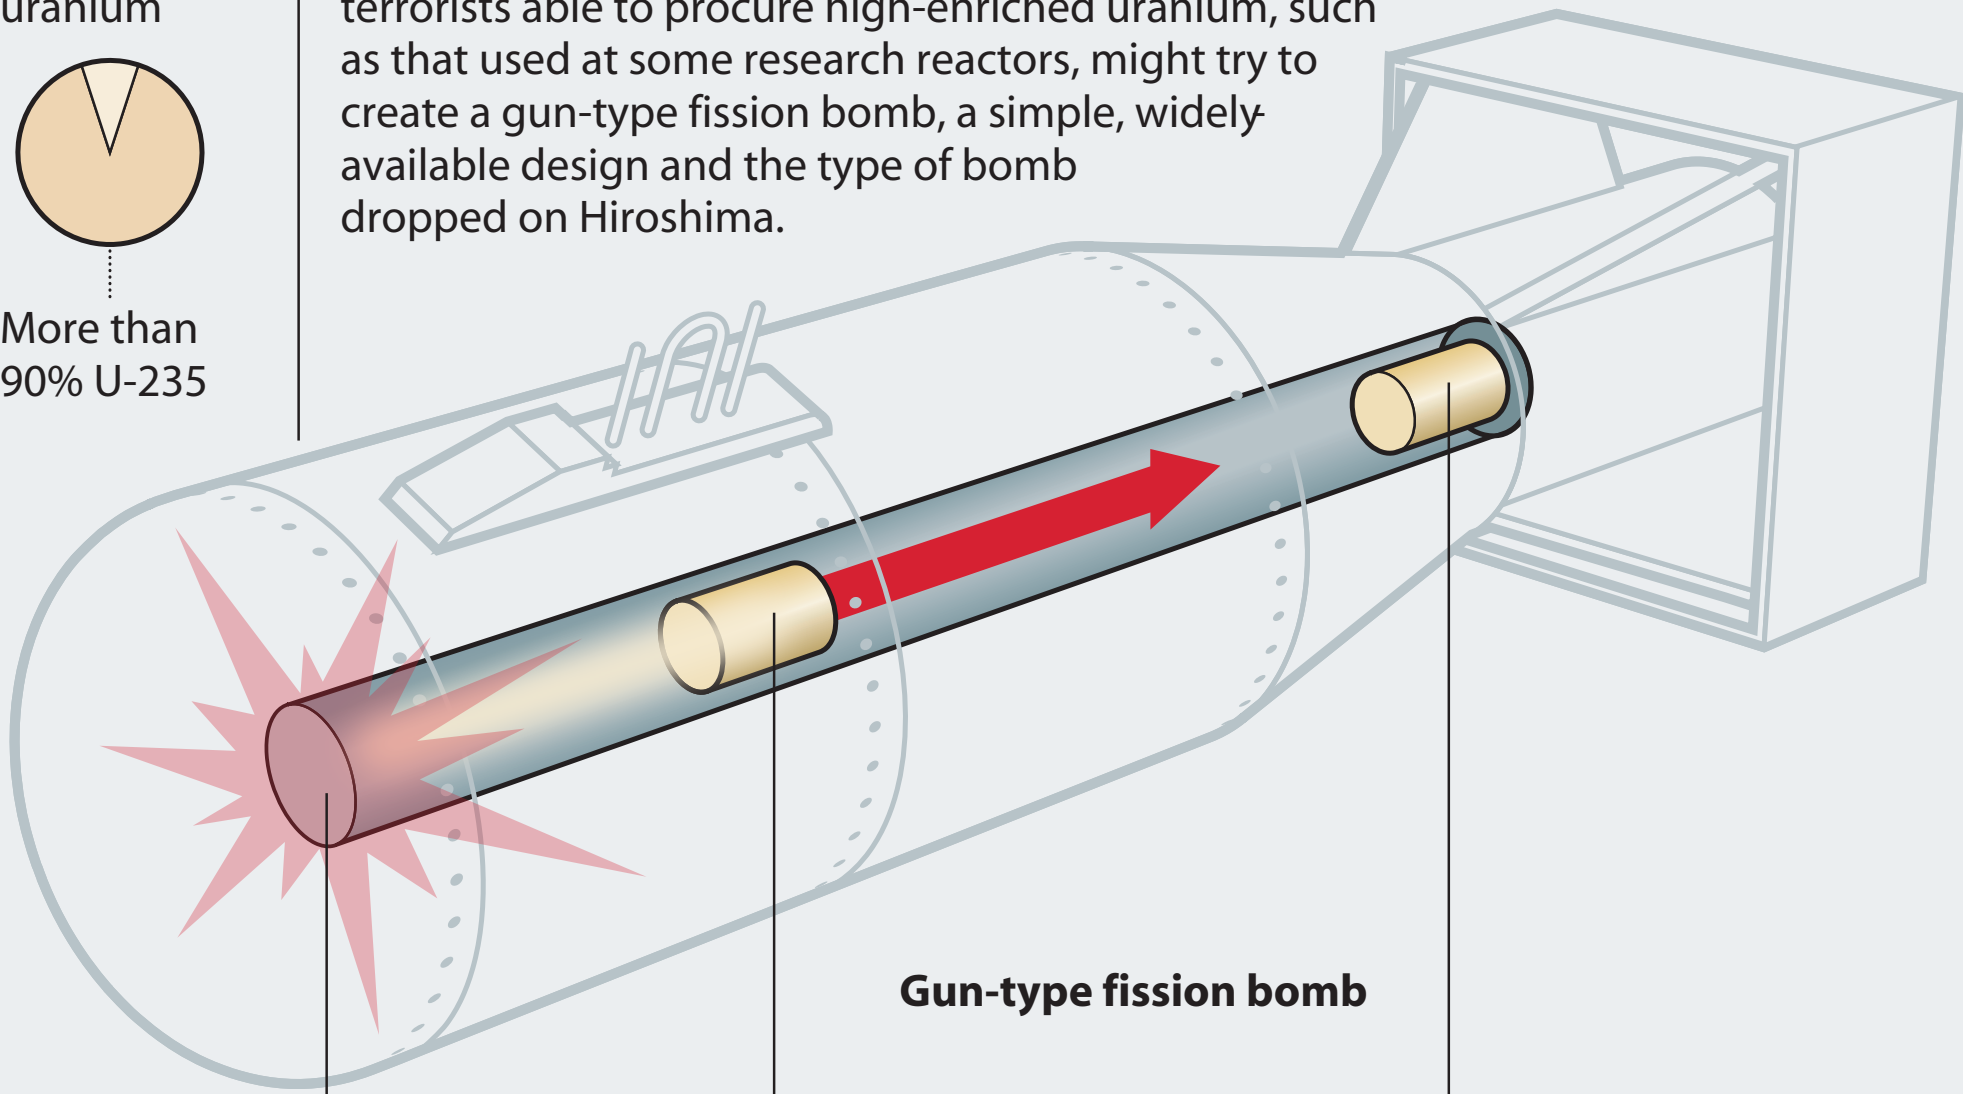 uranium
More than
90% U-235
terrorists able to procure high-enriched uranium, such
as that used at some research reactors, might try to
create a gun-type fission bomb, a simple, widely-
available design and the type of bomb
dropped on Hiroshima.
Gun-type fission bomb